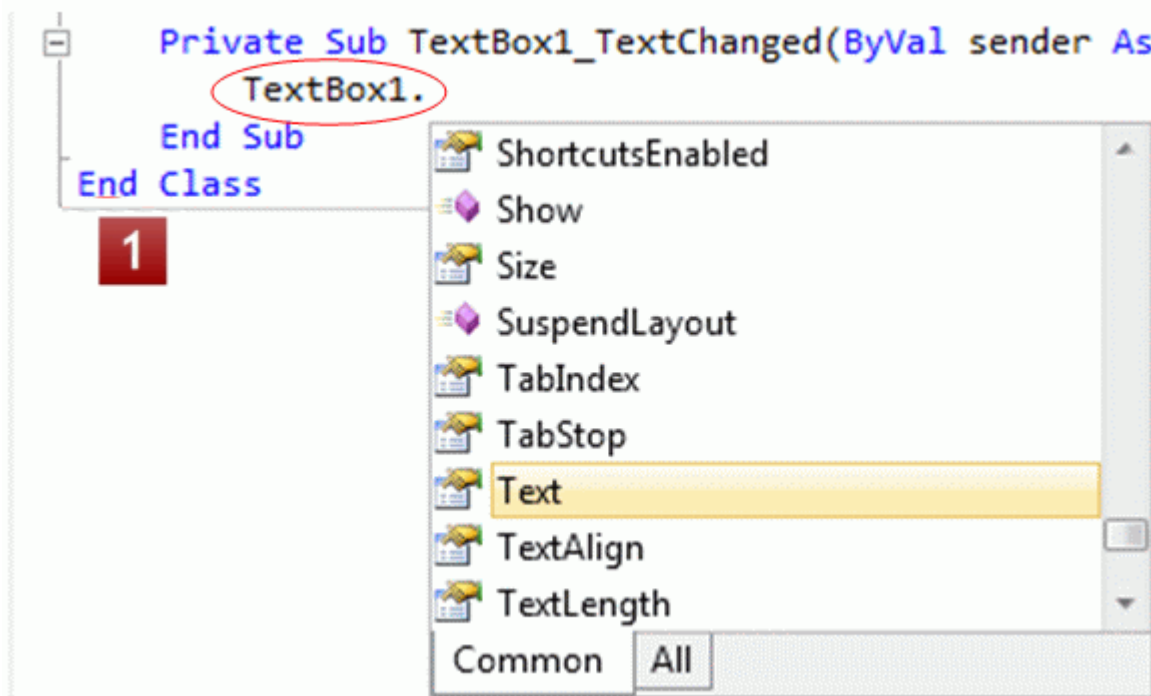 Private Sub TextBox1_TextChanged(ByVal sender As
TextBox1.
End Sub
End Class
1
ShortcutsEnabled
Show
Size
SuspendLayout
TabIndex
TabStop
Text
TextAlign
TextLength
Common All